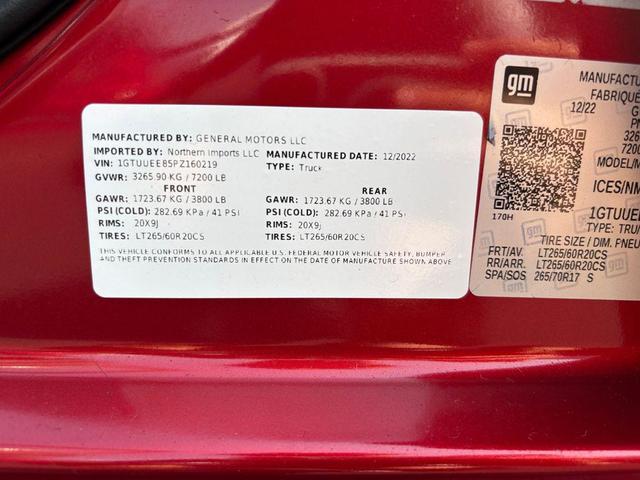 MANUFACTURED BY: GENERAL MOTORS LLC
IMPORTED BY: Northern Imports LLC MANUFACTURED DATE: 12/2022
VIN: 1GTUUEE85PZ160219 TYPE: Truck
GVWR: 3265.90 KG / 7200 LB
FRONT REAR
GAWR: 1723.67 KG / 3800 LB GAWR: 1723.67 KG / 3800 LB
PSI (COLD): 282.69 KPa / 41 PSI PSI (COLD): 282.69 KPa / 41 PSI
RIMS: 20X9J RIMS: 20X9J
TIRES: LT265/60R20CS TIRES: LT265/60R20CS
THIS VEHICLE CONFORMS TO ALL APPLICABLE U.S. FEDERAL MOTOR VEHICLE SAFETY, BUMPER
AND THEFT PREVENTION STANDARDS IN EFFECT ON THE DATE OF MANUFACTURE SHOWN ABOVE
gm
MANUFACTU
FABRIQUÉ
12/22
7200
MODEL/M
ICES/NM
170H
1GTUUE
TYPE: TRU
TIRE SIZE / DIM. PNEU
FRT/AV. LT265/60R20CS
RR/ARR. LT265/60R20CS
SPA/SOS 265/70R17 S